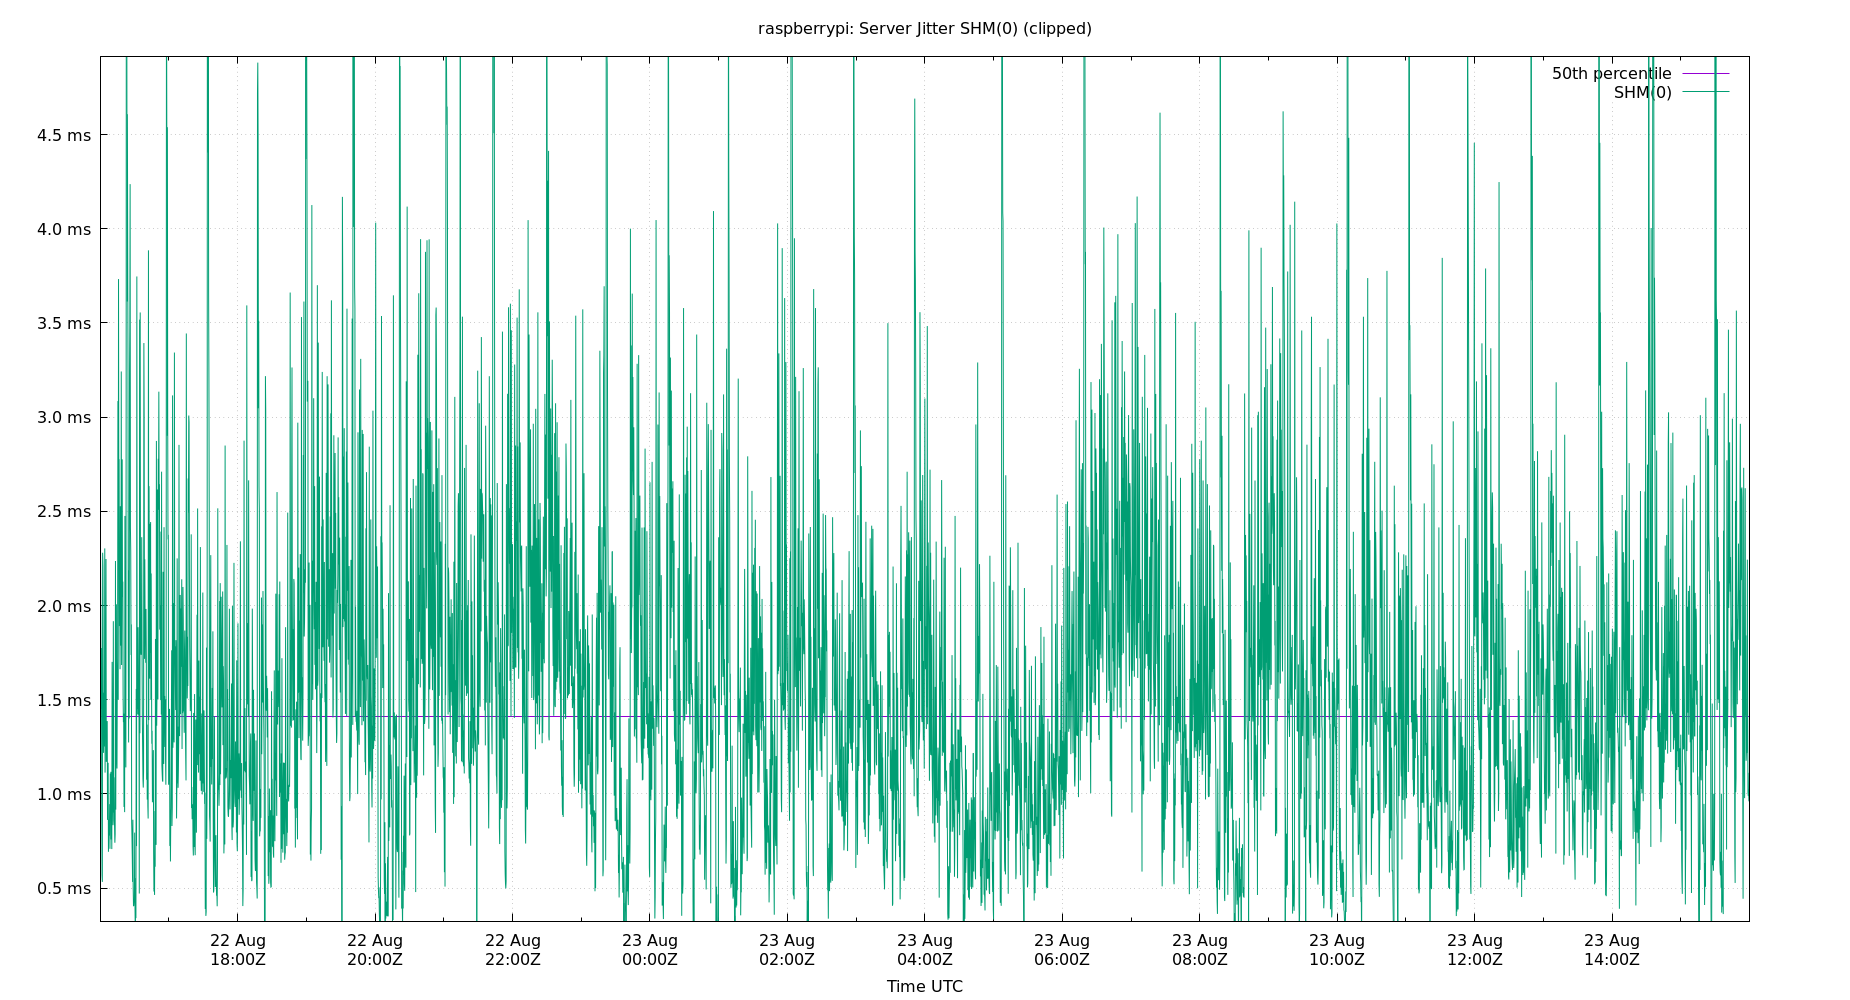 raspberrypi: Server Jitter SHM(0) (clipped)
50th percentile
SHM(0)
4.5 ms
4.0 ms
3.5 ms
3.0 ms
2.5 ms
2.0 ms
1.5 ms
1.0 ms
0.5 ms
22 Aug 22 Aug 22 Aug 23 Aug 23 Aug 23 Aug 23 Aug 23 Aug 23 Aug 23 Aug 23 Aug
18:00Z 20:00Z 22:00Z 00:00Z 02:00Z 04:00Z 06:00Z 08:00Z 10:00Z 12:00Z 14:00Z
Time UTC